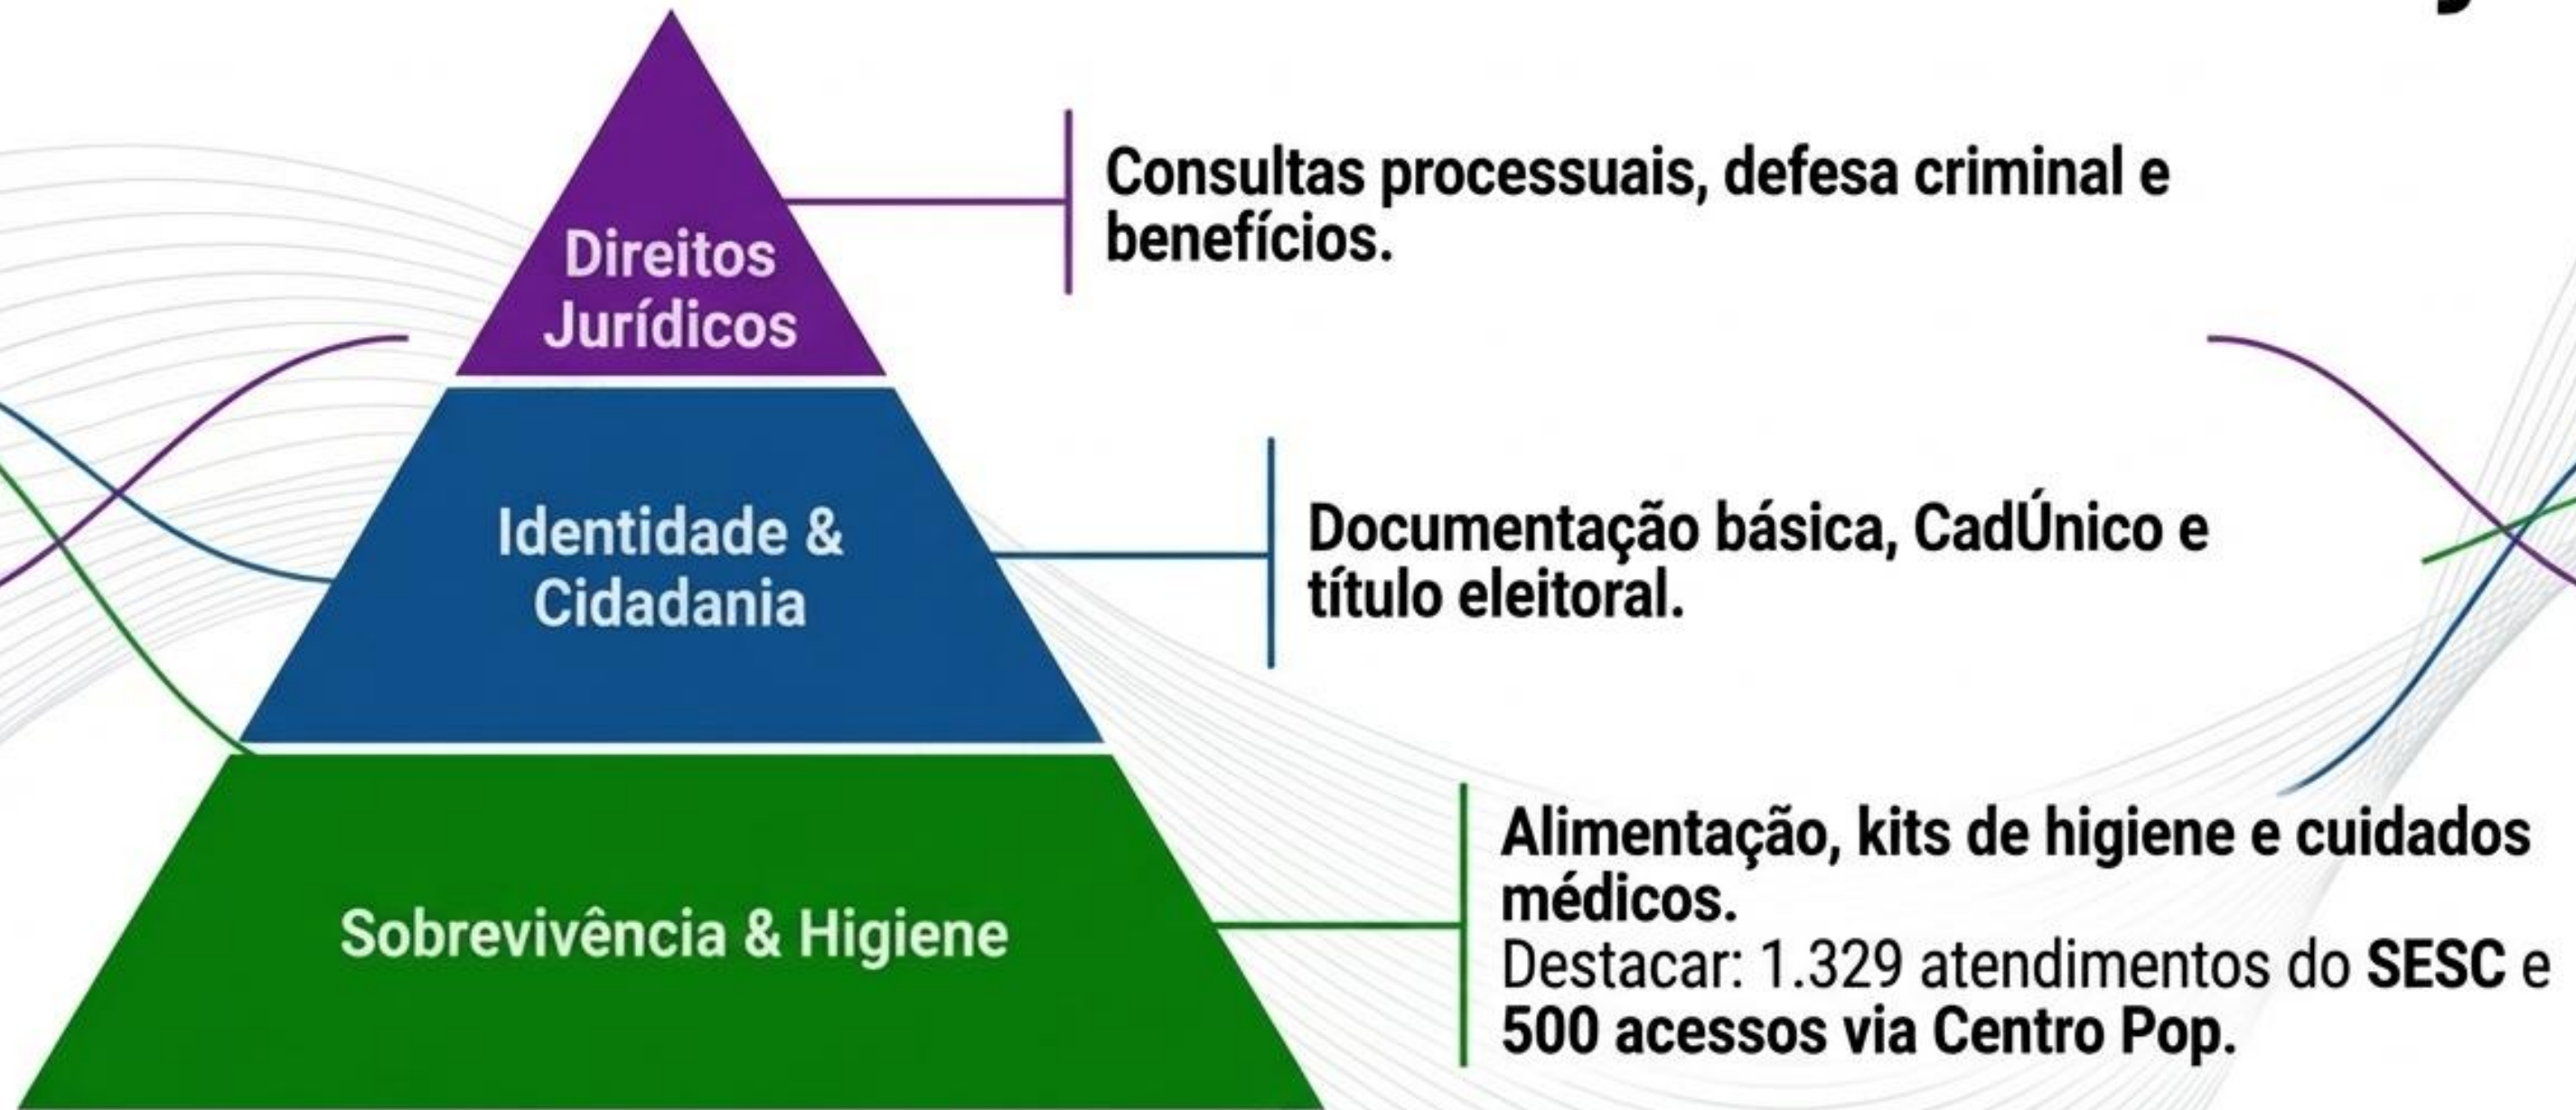 Direitos
Jurídicos
Consultas processuais, defesa criminal e
benefícios.
Identidade &
Cidadania
Documentação básica, CadÚnico e
título eleitoral.
Sobrevivência & Higiene
Alimentação, kits de higiene e cuidados
médicos.
Destacar: 1.329 atendimentos do SESC e
500 acessos via Centro Pop.